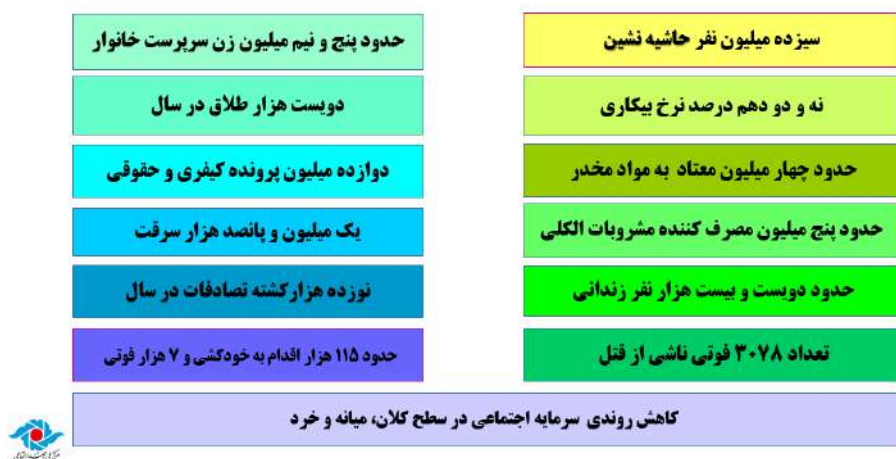 سیزده میلیون نفر حاشیه نشین
نه و دو دهم درصد نرخ بیکاری
حدود چهار میلیون معتاد به مواد مخدر
حدود پنج میلیون مصرف کننده مشروبات الکلی
حدود دویست و بیست هزار نفر زندانی
تعداد ۳۰۷۸ فوتی ناشی از قتل
حدود پنج و نیم میلیون زن سرپرست خانوار
دویست هزار طلاق در سال
دوازده میلیون پرونده کیفری و حقوقی
یک میلیون و پانصد هزار سرقت
نوزده هزارکشته تصادفات در سال
حدود ۱۱۵ هزار اقدام به خودکشی و ۷ هزار فوتی
کاهش روندی سرمایه اجتماعی در سطح کلان، میانه و خرد